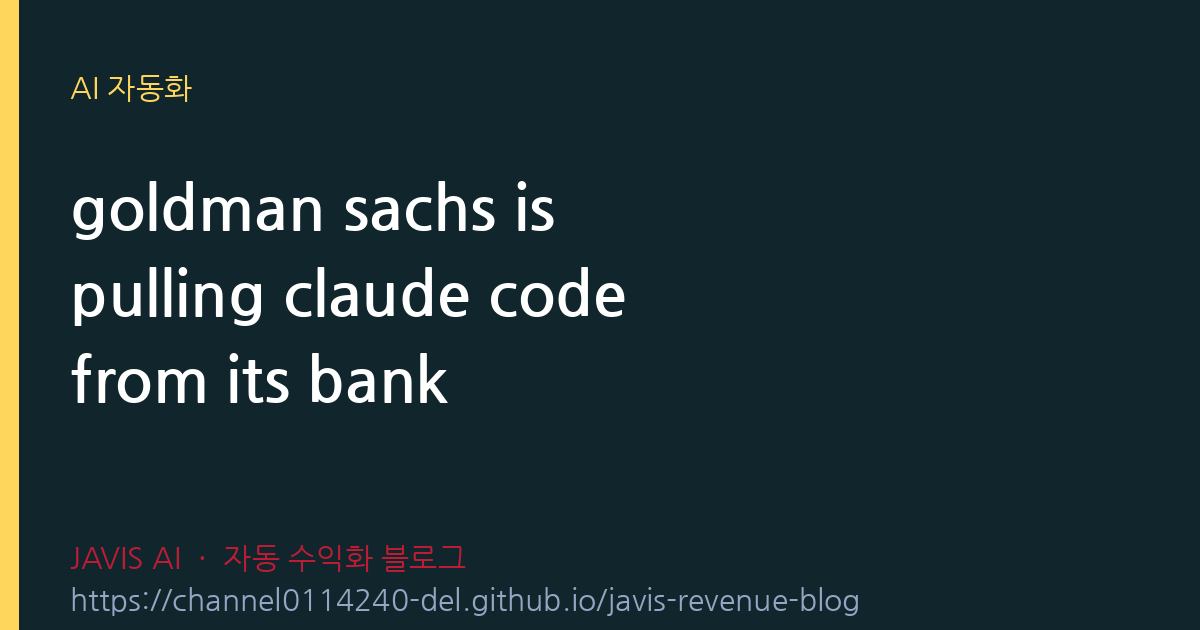 AI 자동화
goldman sachs is
pulling claude code
from its bank
JAVIS AI · 자동 수익화 블로그
https://channel0114240-del.github.io/javis-revenue-blog